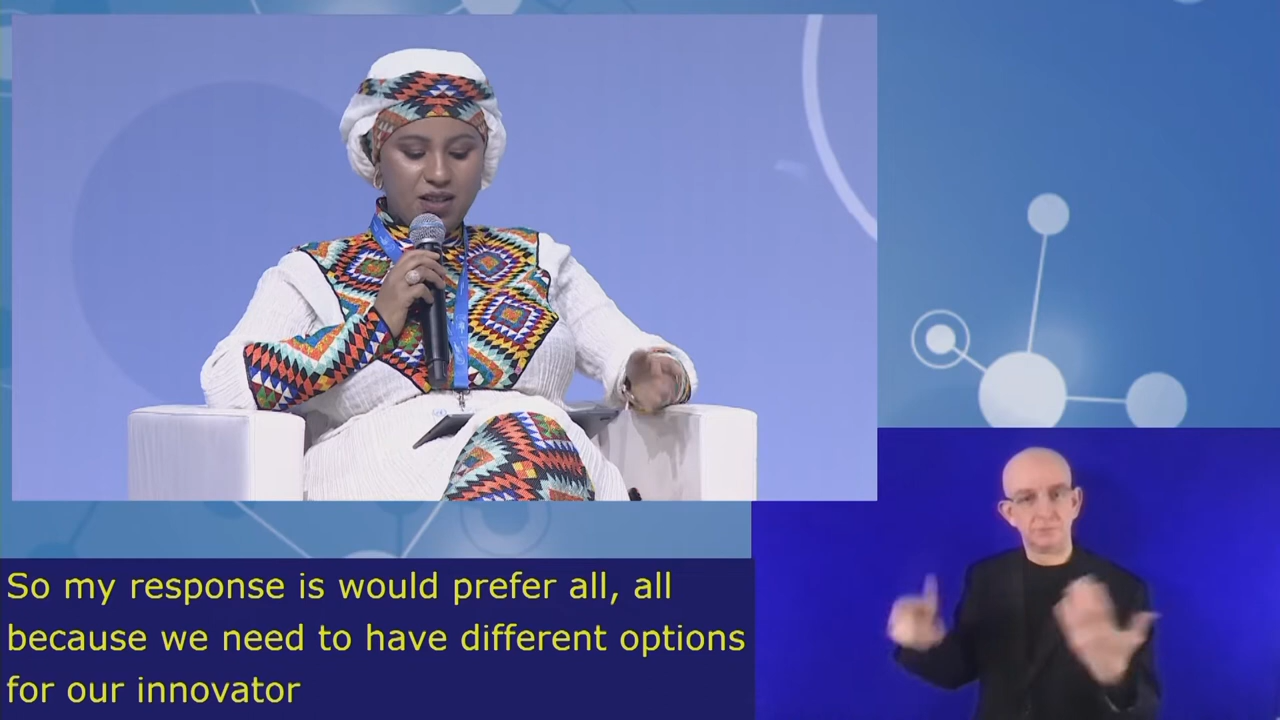 So my response is would prefer all, all
because we need to have different options
for our innovator